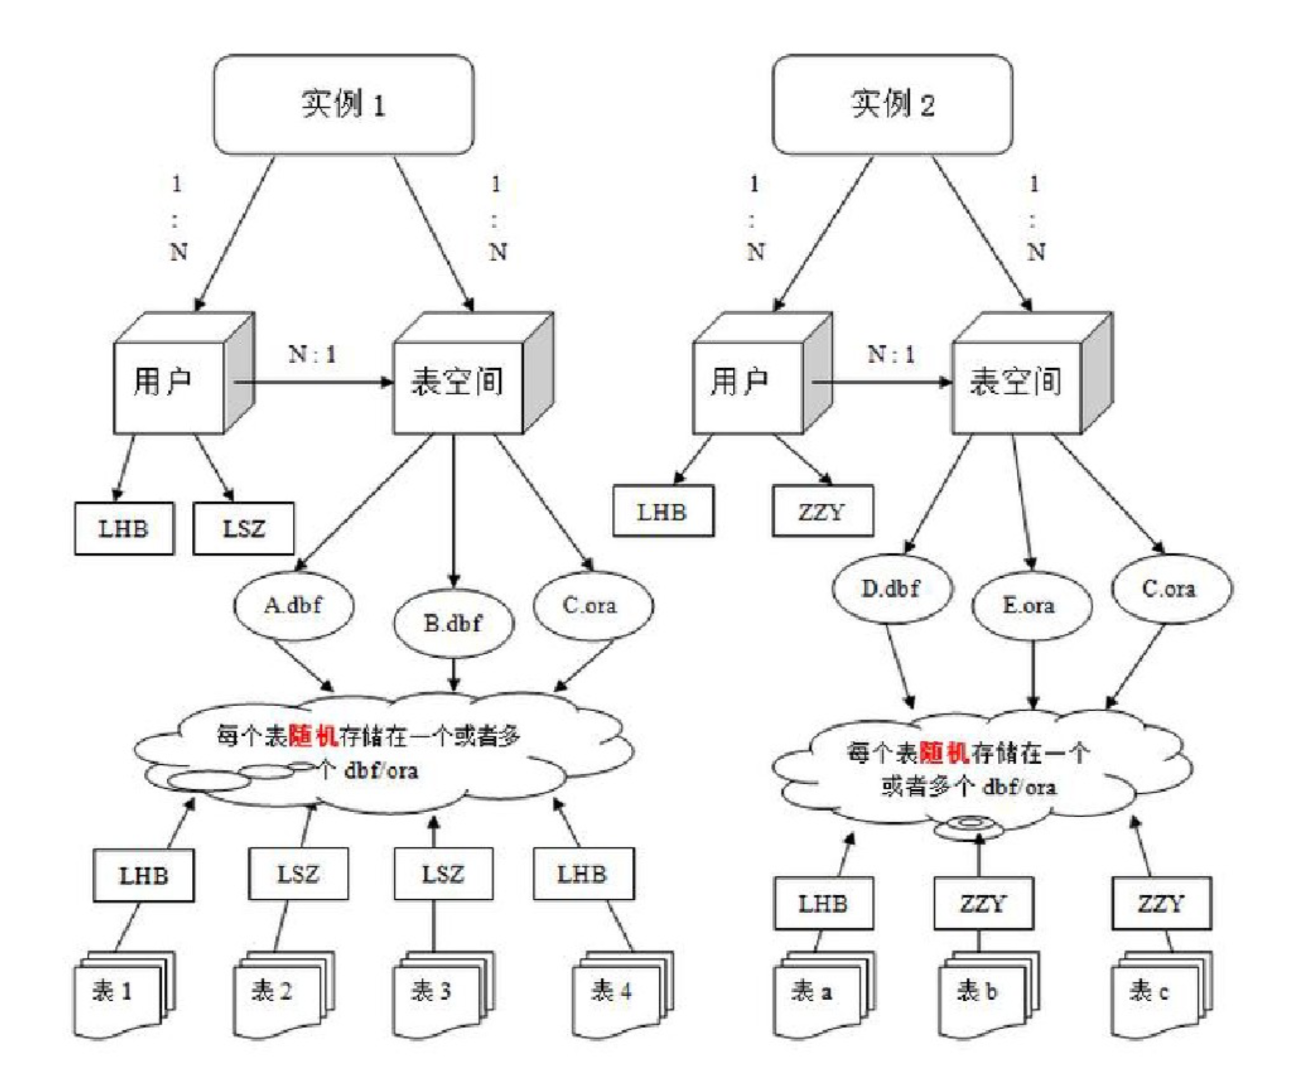 实例 1
实例 2
1
:
N
1
:
N
1
:
N
1
:
N
用户
N : 1
表空间
用户
N : 1
表空间
LHB
LSZ
LHB
ZZY
A.dbf
B.dbf
C.ora
D.dbf
E.ora
C.ora
每个表随机存储在一个或者多
个 dbf/ora
每个表随机存储在一个
或者多个 dbf/ora
LHB
LSZ
LSZ
LHB
LHB
ZZY
ZZY
表 1
表 2
表 3
表 4
表 a
表 b
表 c